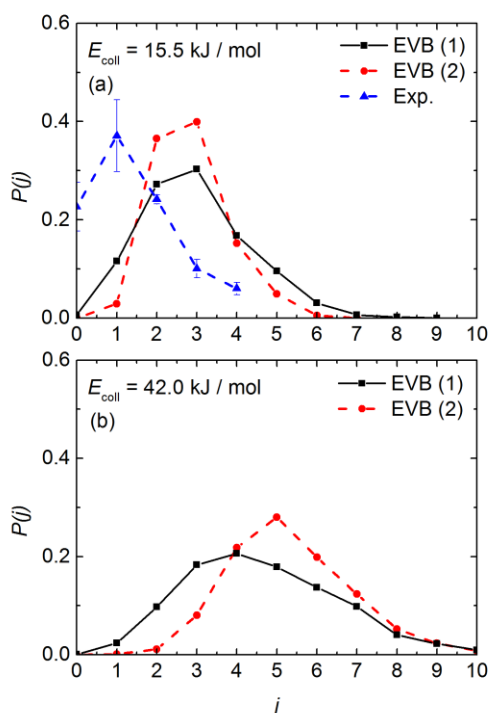 0.6
E_coll = 15.5 kJ / mol
(a)
EVB (1)
EVB (2)
Exp.
0.4
P(j)
0.2
0.0
0 1 2 3 4 5 6 7 8 9 10
0.6
E_coll = 42.0 kJ / mol
(b)
EVB (1)
EVB (2)
0.4
P(j)
0.2
0.0
0 1 2 3 4 5 6 7 8 9 10
j